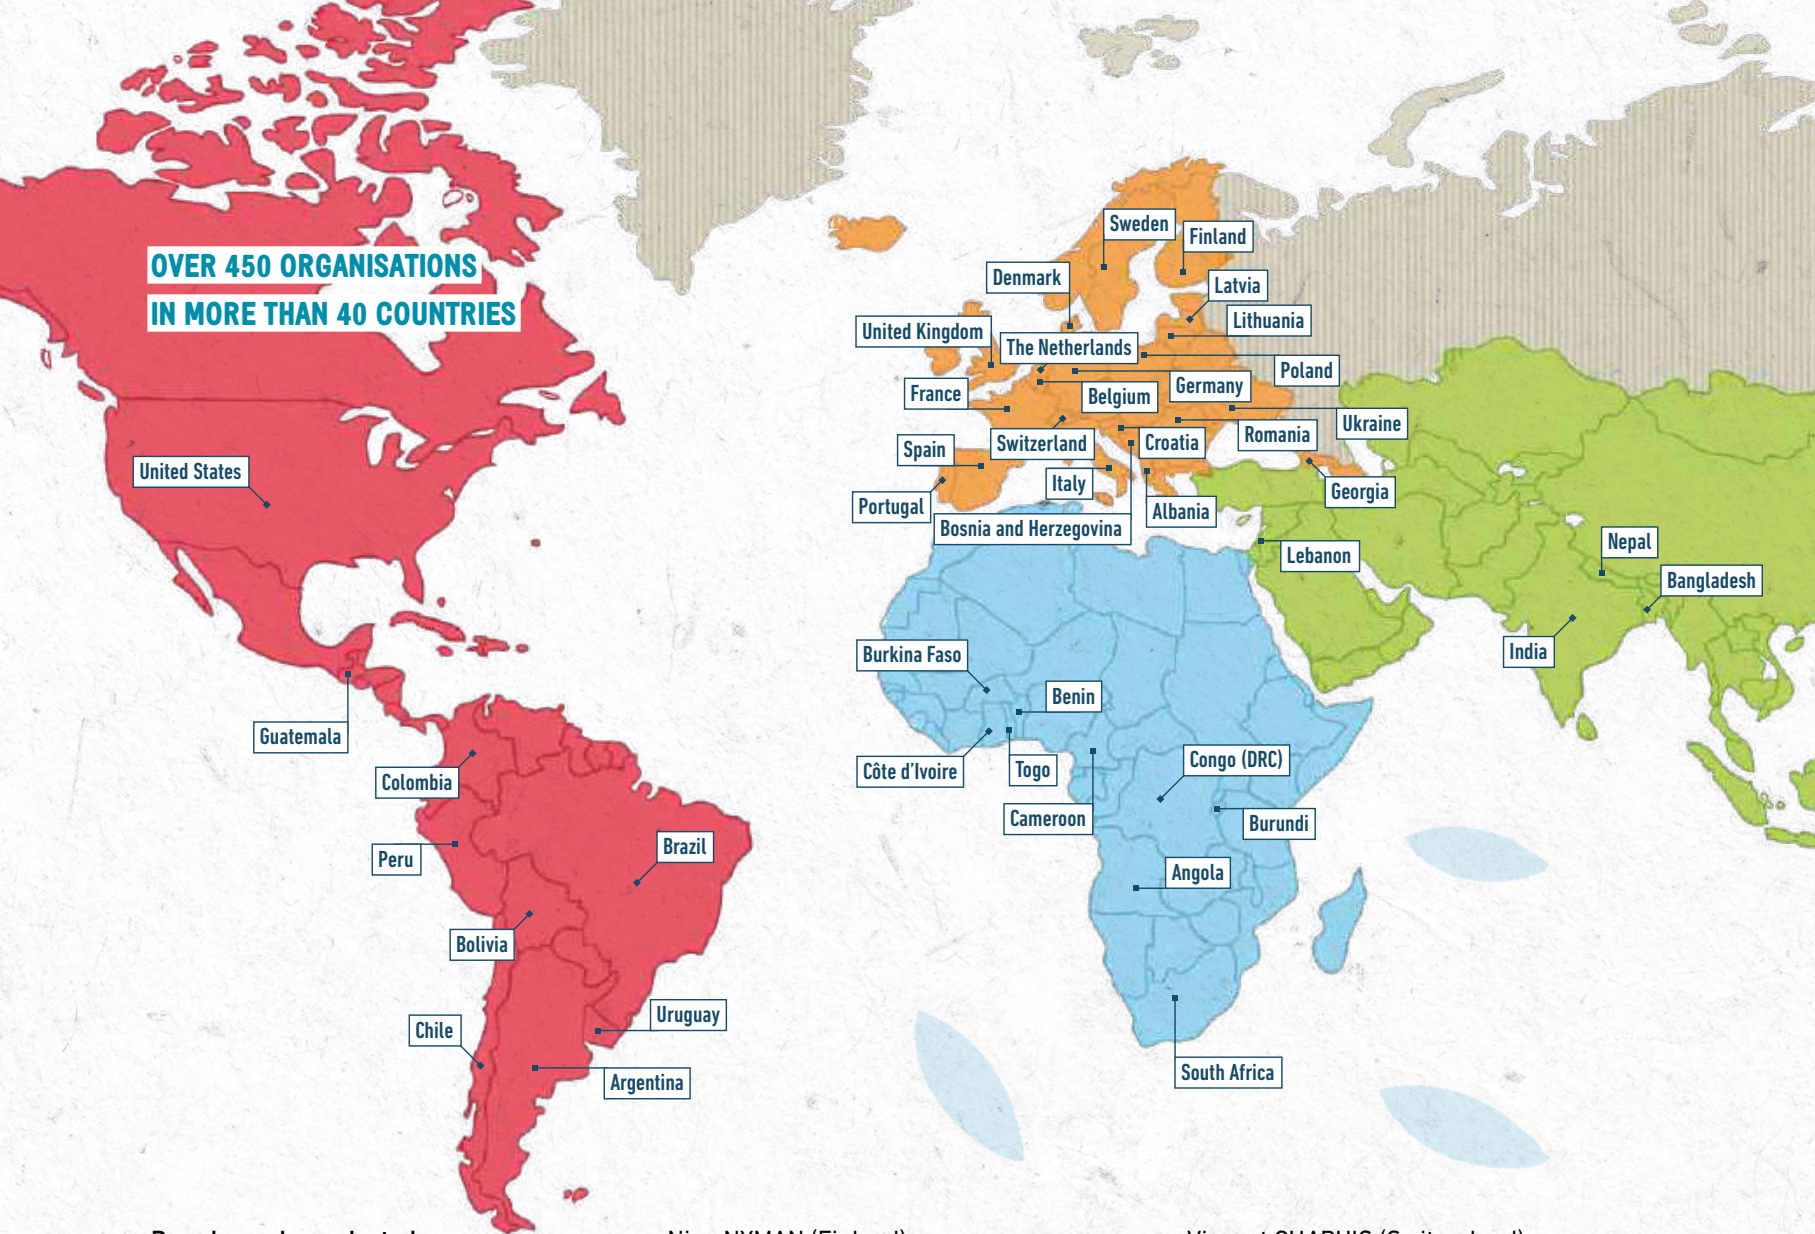 OVER 450 ORGANISATIONS
IN MORE THAN 40 COUNTRIES
United States
Guatemala
Colombia
Peru
Brazil
Bolivia
Chile
Uruguay
Argentina
Sweden
Finland
Denmark
Latvia
Lithuania
United Kingdom
The Netherlands
Poland
Germany
France
Belgium
Ukraine
Romania
Switzerland
Croatia
Spain
Italy
Georgia
Portugal
Albania
Bosnia and Herzegovina
Lebanon
Nepal
Bangladesh
India
Burkina Faso
Benin
Côte d'Ivoire
Togo
Congo (DRC)
Cameroon
Burundi
Angola
South Africa